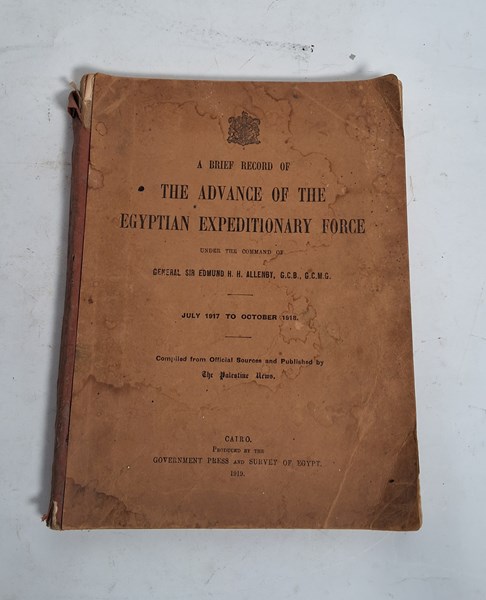 A BRIEF RECORD OF
THE ADVANCE OF THE
EGYPTIAN EXPEDITIONARY FORCE
UNDER THE COMMAND OF
GENERAL SIR EDMUND H. H. ALLENBY, G.C.B., G.C.M.G.
JULY 1917 TO OCTOBER 1918.
Compiled from Official Sources and Published by
The Palestine News.
CAIRO.
PRODUCED BY THE
GOVERNMENT PRESS AND SURVEY OF EGYPT.
1919.